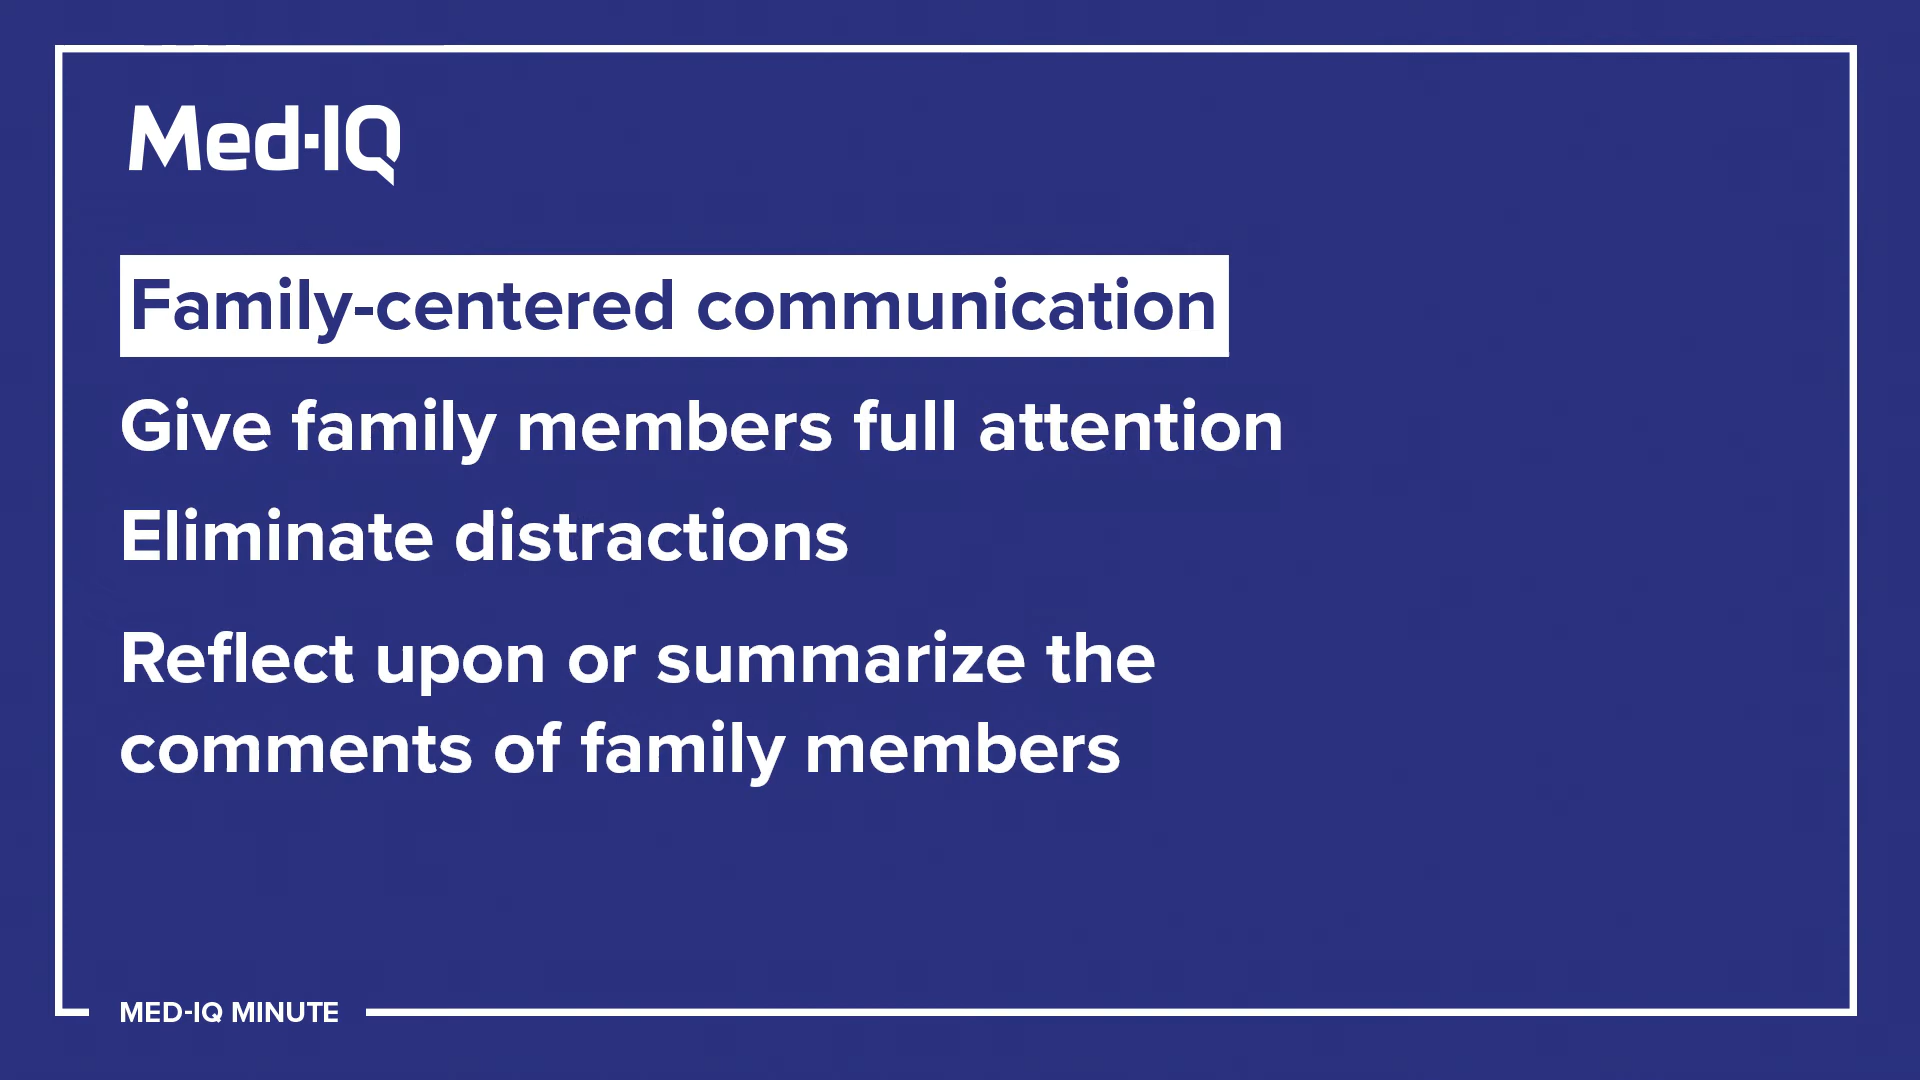 Med·IQ
Family-centered communication
Give family members full attention
Eliminate distractions
Reflect upon or summarize the
comments of family members
MED-IQ MINUTE